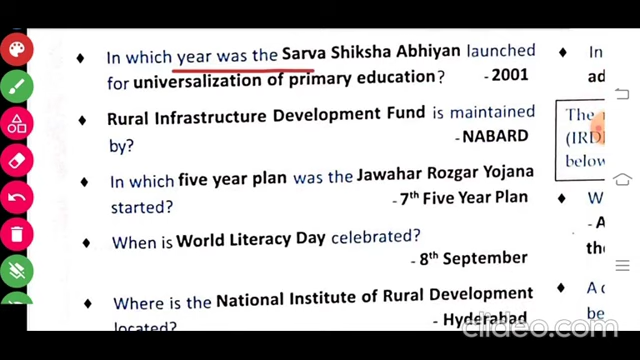 ♦ In which year was the Sarva Shiksha Abhiyan launched
for universalization of primary education? - 2001
♦ Rural Infrastructure Development Fund is maintained
by? - NABARD
♦ In which five year plan was the Jawahar Rozgar Yojana
started? - 7th Five Year Plan
♦ When is World Literacy Day celebrated?
- 8th September
♦ Where is the National Institute of Rural Development
located? - Hyderabad
♦ In
ad
The
(IRD
below
♦ W
- A
the
♦ A c
be
clideo.com